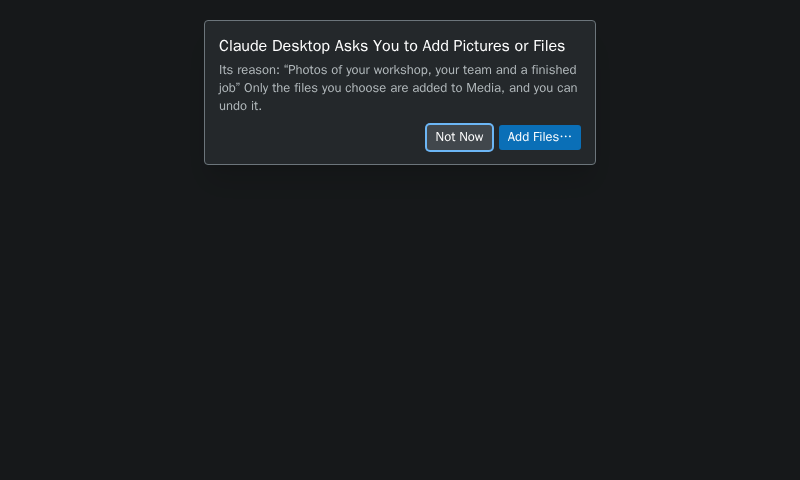 Claude Desktop Asks You to Add Pictures or Files
Its reason: “Photos of your workshop, your team and a finished
job” Only the files you choose are added to Media, and you can
undo it.
Not Now
Add Files⋯